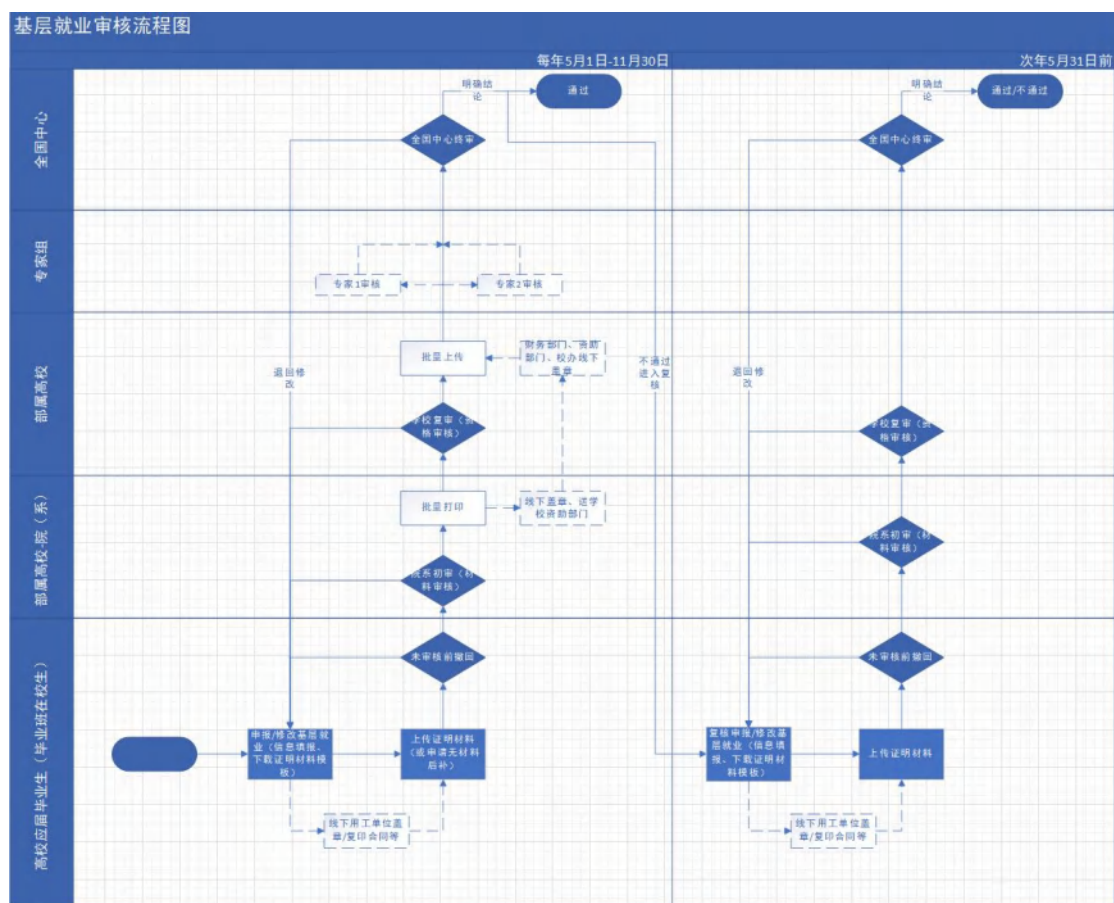 基层就业审核流程图
每年5月1日-11月30日
次年5月31日前
全国中心
明确结
论
通过
全国中心终审
明确结
论
通过/不通过
全国中心终审
专家组
专家1审核
专家2审核
部属高校
批量上传
财务部门、资助
部门、校办线下
盖章
退回修
改
不通过
进入复
核
退回修
改
学校复审（资
格审核）
学校复审（资
格审核）
部属高校-院（系）
批量打印
线下盖章、送学
校资助部门
院系初审（材
料审核）
院系初审（材
料审核）
高校应届毕业生（毕业班在校生）
未审核前撤回
未审核前撤回
申报/修改基层就
业（信息填报、
下载证明材料模
板）
上传证明材料
（或申请无材料
后补）
复核申报/修改基
层就业（信息填
报、下载证明材
料模板）
上传证明材料
线下用工单位盖
章/复印合同等
线下用工单位盖
章/复印合同等